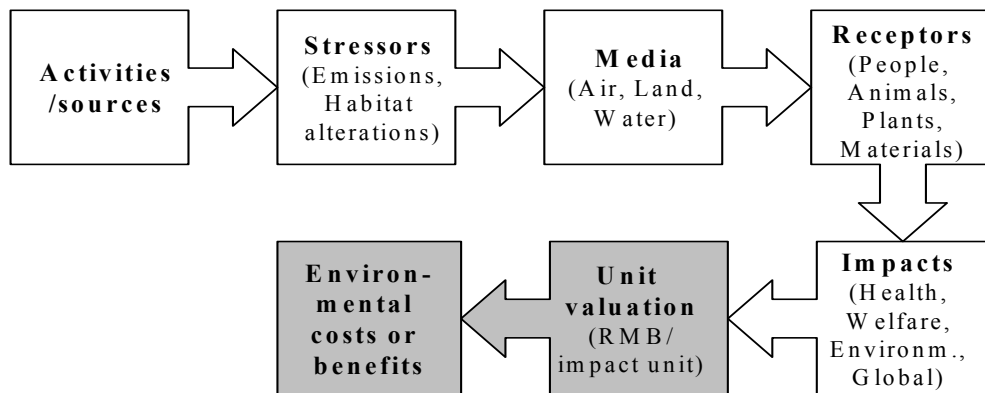 Activities
/sources
Stressors
(Emissions,
Habitat
alterations)
Media
(Air, Land,
Water)
Receptors
(People,
Animals,
Plants,
Materials)
Impacts
(Health,
Welfare,
Environm.,
Global)
Unit
valuation
(RMB/
impact unit)
Environ-
mental
costs or
benefits